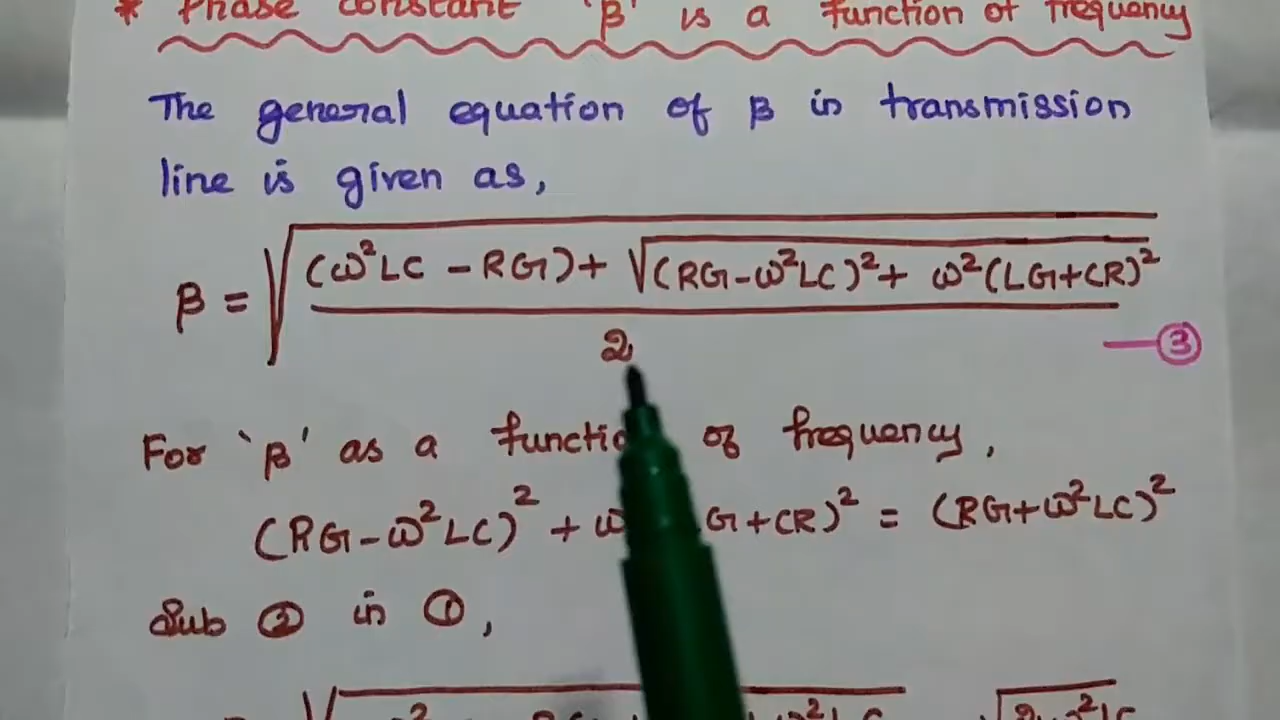 * Phase constant 'β' is a function of frequency
The general equation of β in transmission
line is given as,
β = √((ω²LC - RG) + √((RG-ω²LC)² + ω²(LG+CR)²) / 2) — ③
For 'β' as a function of frequency,
(RG-ω²LC)² + ω G+CR)² = (RG+ω²LC)²
Sub ② in ①,